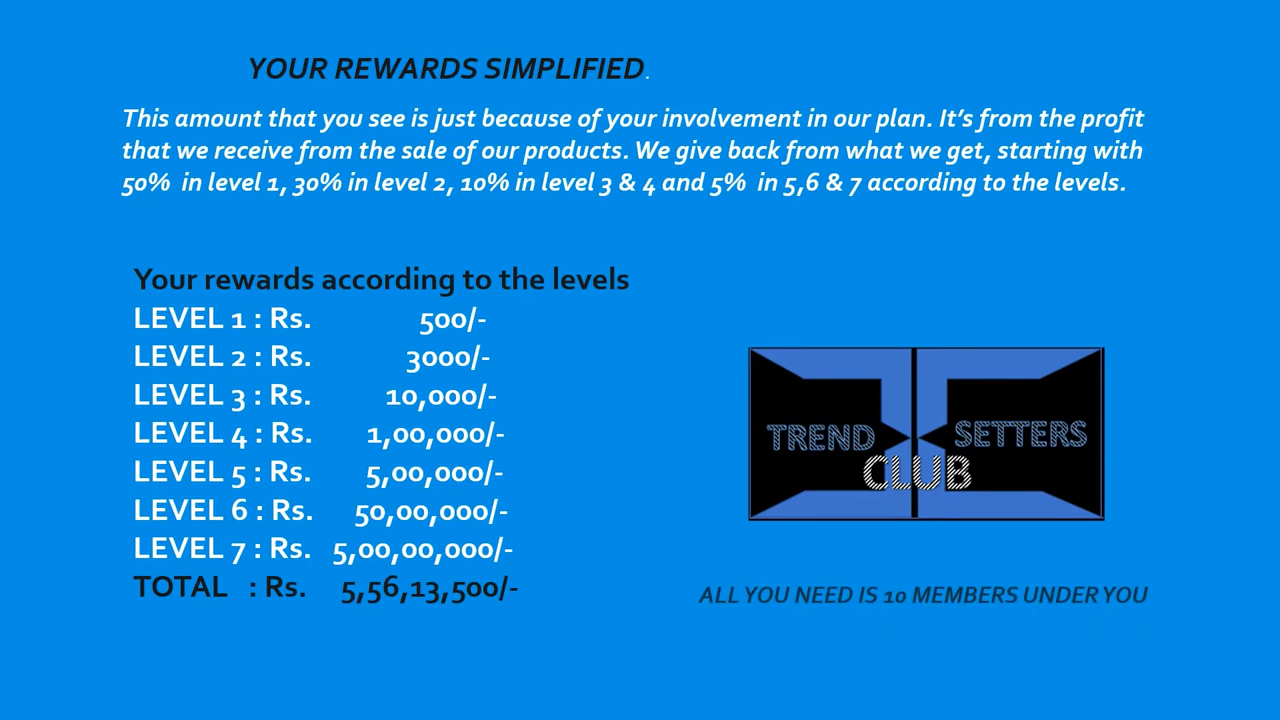 YOUR REWARDS SIMPLIFIED.
This amount that you see is just because of your involvement in our plan. It's from the profit
that we receive from the sale of our products. We give back from what we get, starting with
50% in level 1, 30% in level 2, 10% in level 3 & 4 and 5% in 5,6 & 7 according to the levels.
Your rewards according to the levels
LEVEL 1 : Rs. 500/-
LEVEL 2 : Rs. 3000/-
LEVEL 3 : Rs. 10,000/-
LEVEL 4 : Rs. 1,00,000/-
LEVEL 5 : Rs. 5,00,000/-
LEVEL 6 : Rs. 50,00,000/-
LEVEL 7 : Rs. 5,00,00,000/-
TOTAL : Rs. 5,56,13,500/-
TREND SETTERS
CLUB
ALL YOU NEED IS 10 MEMBERS UNDER YOU